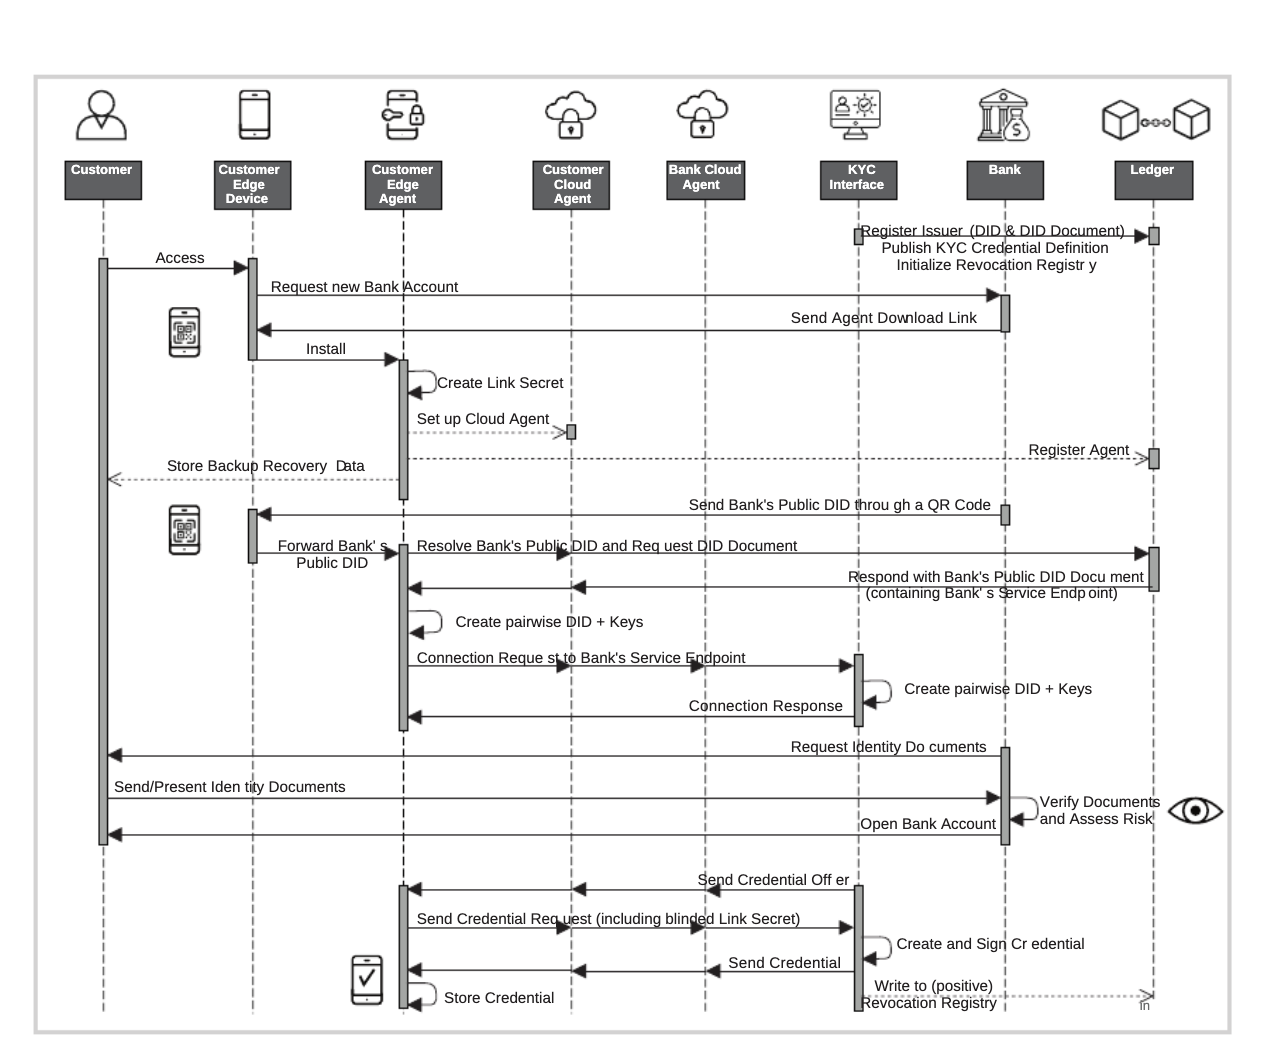 Customer
Customer
Edge
Device
Customer
Edge
Agent
Customer
Cloud
Agent
Bank Cloud
Agent
KYC
Interface
Bank
Ledger
Register Issuer (DID & DID Document)
Publish KYC Credential Definition
Initialize Revocation Registr y
Access
Request new Bank Account
Send Agent Download Link
Install
Create Link Secret
Set up Cloud Agent
Register Agent
Store Backup Recovery Data
Send Bank's Public DID throu gh a QR Code
Forward Bank' s
Public DID
Resolve Bank's Public DID and Req uest DID Document
Respond with Bank's Public DID Docu ment
(containing Bank' s Service Endp oint)
Create pairwise DID + Keys
Connection Reque st to Bank's Service Endpoint
Create pairwise DID + Keys
Connection Response
Request Identity Do cuments
Send/Present Iden tity Documents
Verify Documents
and Assess Risk
Open Bank Account
Send Credential Off er
Send Credential Req uest (including blinded Link Secret)
Create and Sign Cr edential
Send Credential
Store Credential
Write to (positive)
Revocation Registry
In